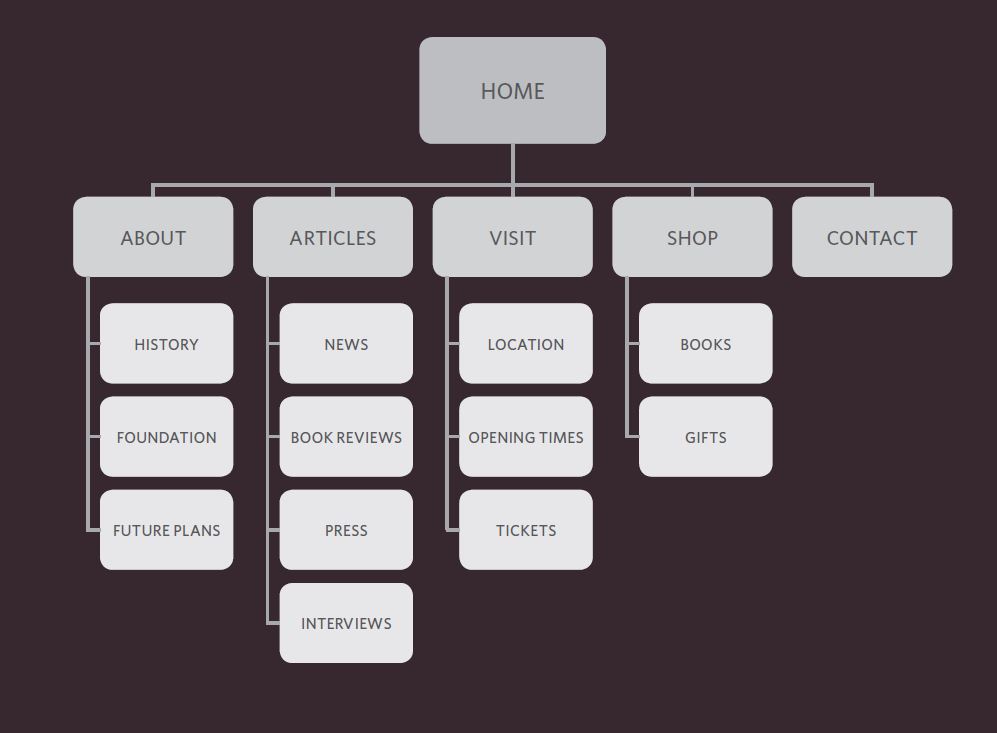 HOME
ABOUT
ARTICLES
VISIT
SHOP
CONTACT
HISTORY
NEWS
LOCATION
BOOKS
FOUNDATION
BOOK REVIEWS
OPENING TIMES
GIFTS
FUTURE PLANS
PRESS
TICKETS
INTERVIEWS